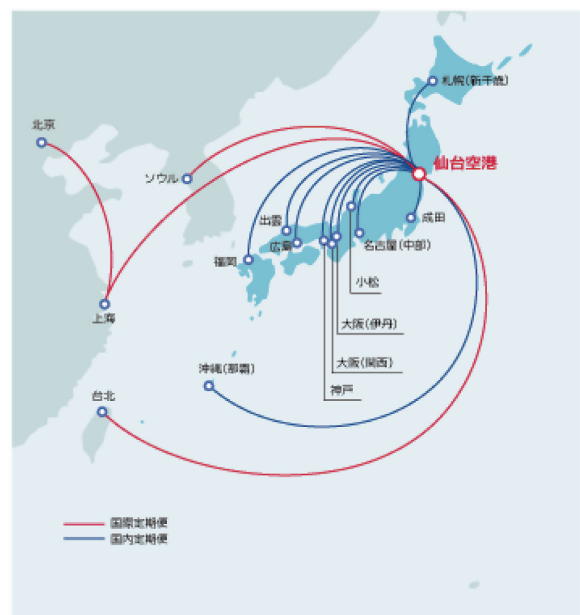 札幌(新千歳)
北京
仙台空港
ソウル
出雲
成田
広島
名古屋(中部)
福岡
小松
上海
大阪(伊丹)
大阪(関西)
沖縄(那覇)
神戸
台北
国際定期便
国内定期便